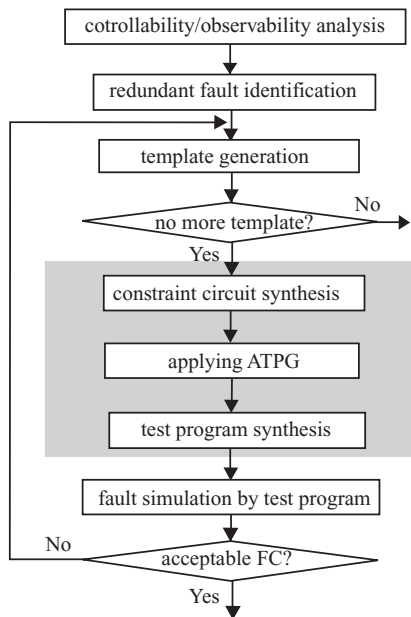 cotrollability/observability analysis
redundant fault identification
template generation
No
no more template?
Yes
constraint circuit synthesis
applying ATPG
test program synthesis
fault simulation by test program
No
acceptable FC?
Yes